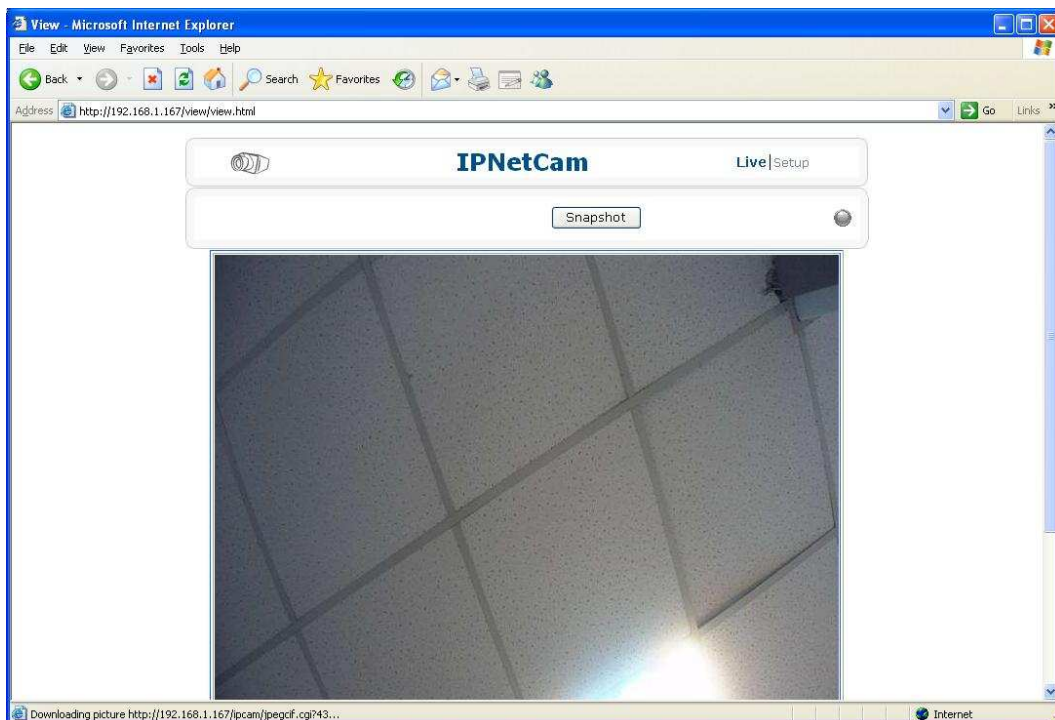 View - Microsoft Internet Explorer
File Edit View Favorites Tools Help
Back Search Favorites
Address http://192.168.1.167/view/view.html Go Links »
IPNetCam Live|Setup
Snapshot
Downloading picture http://192.168.1.167/ipcam/jpegcif.cgi?43... Internet